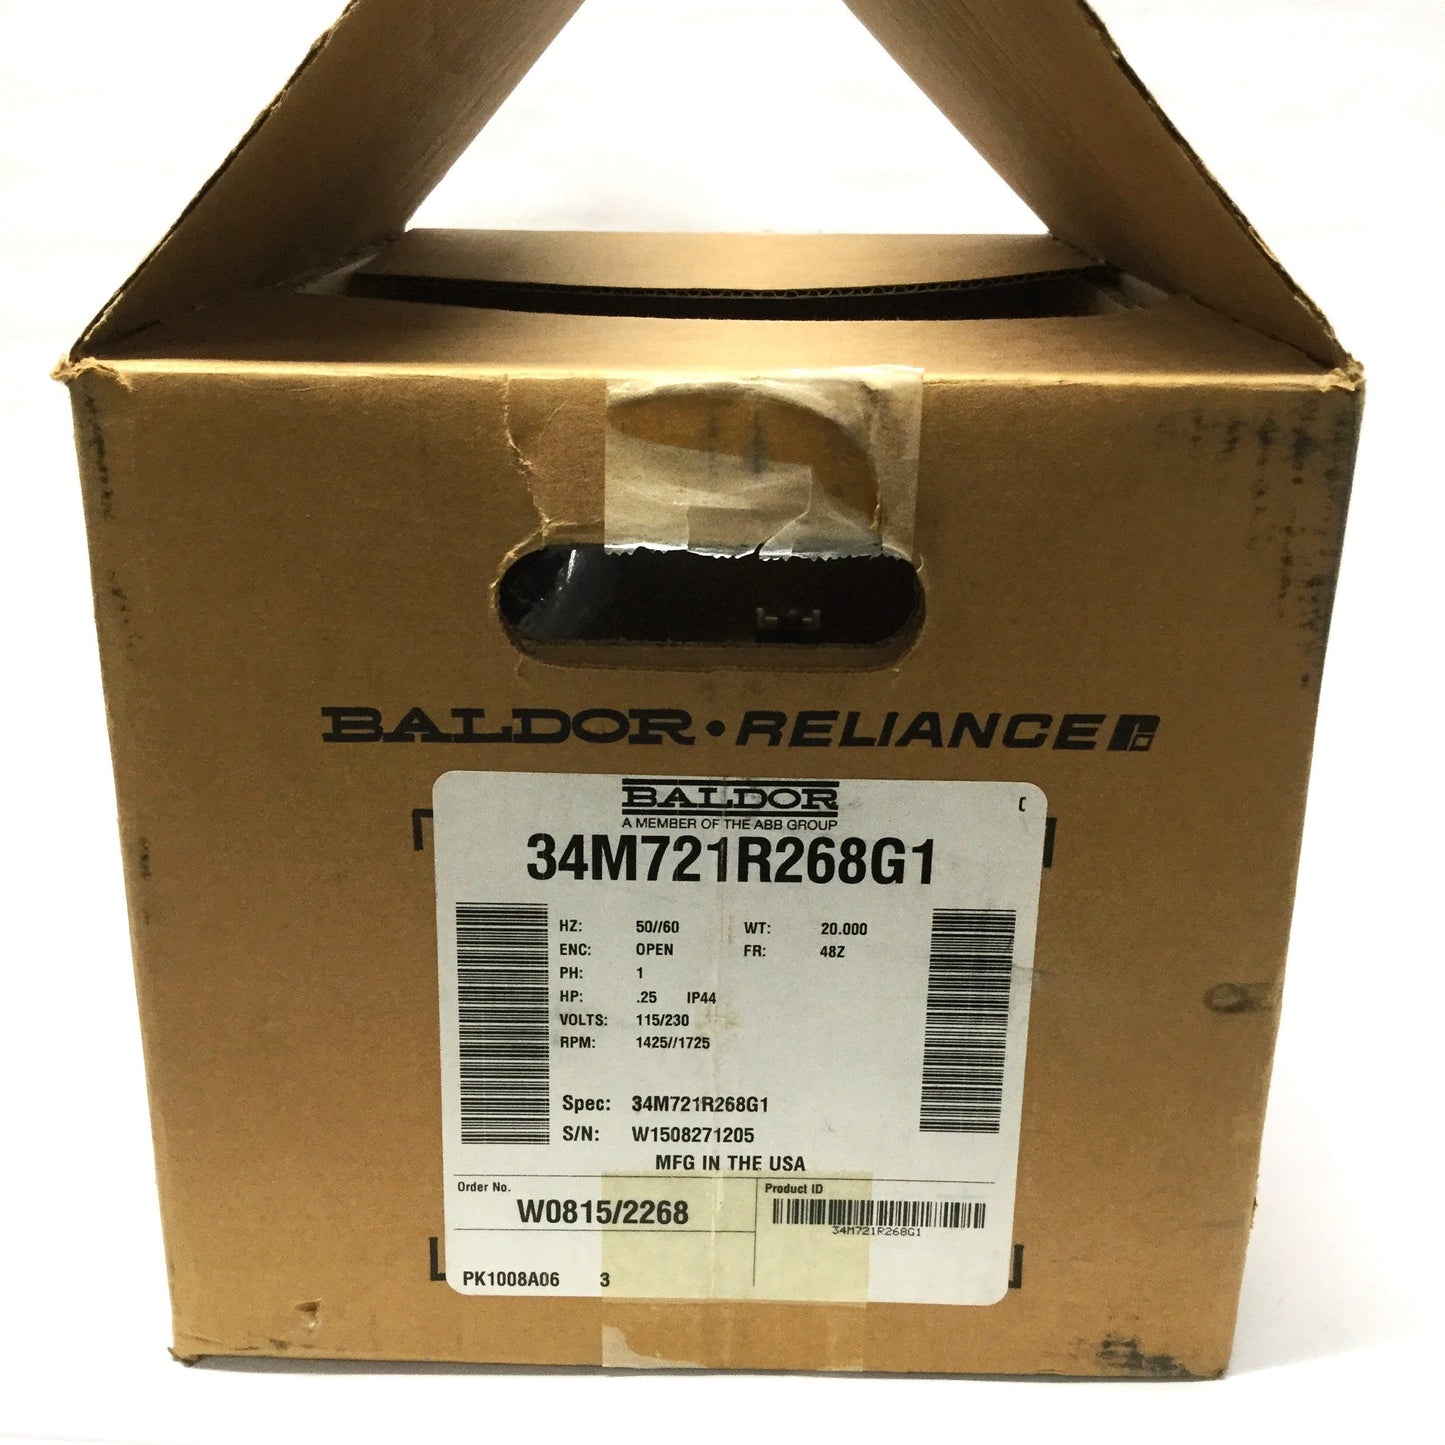 BALDOR • RELIANCE
BALDOR
C
A MEMBER OF THE ABB GROUP
34M721R268G1
HZ: 50//60 WT: 20.000
ENC: OPEN FR: 48Z
PH: 1
HP: .25 IP44
VOLTS: 115/230
RPM: 1425//1725
Spec: 34M721R268G1
S/N: W1508271205
MFG IN THE USA
Order No. Product ID
W0815/2268
34M721R268G1
PK1008A06 3